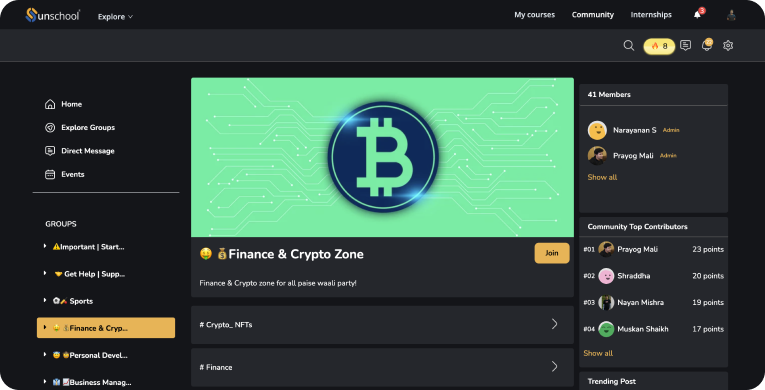 Sunschool
Explore
My courses
Community
Internships
3
8
Home
Explore Groups
Direct Message
Events
GROUPS
Important | Start...
Get Help | Supp...
Sports
Finance & Cryp...
Personal Devel...
Business Manag...
Finance & Crypto Zone
Join
Finance & Crypto zone for all paise waali party!
# Crypto_ NFTs
# Finance
41 Members
Narayanan S Admin
Prayog Mali Admin
Show all
Community Top Contributors
#01 Prayog Mali 23 points
#02 Shraddha 20 points
#03 Nayan Mishra 19 points
#04 Muskan Shaikh 17 points
Show all
Trending Post